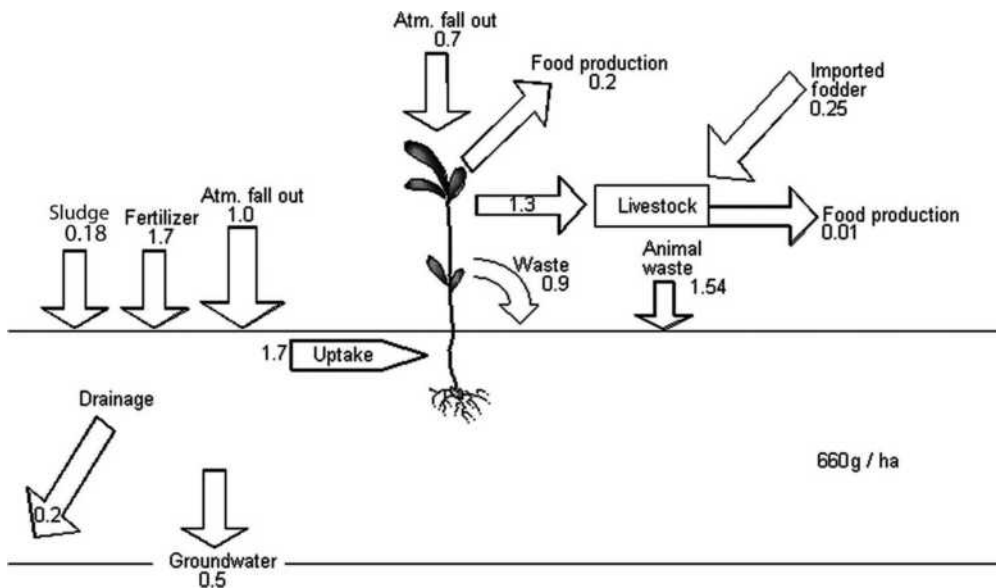 Atm. fall out
0.7
Food production
0.2
Imported
fodder
0.25
Sludge
0.18
Fertilizer
1.7
Atm. fall out
1.0
1.3
Livestock
Food production
0.01
Waste
0.9
Animal
waste
1.54
1.7
Uptake
Drainage
0.2
660g / ha
Groundwater
0.5